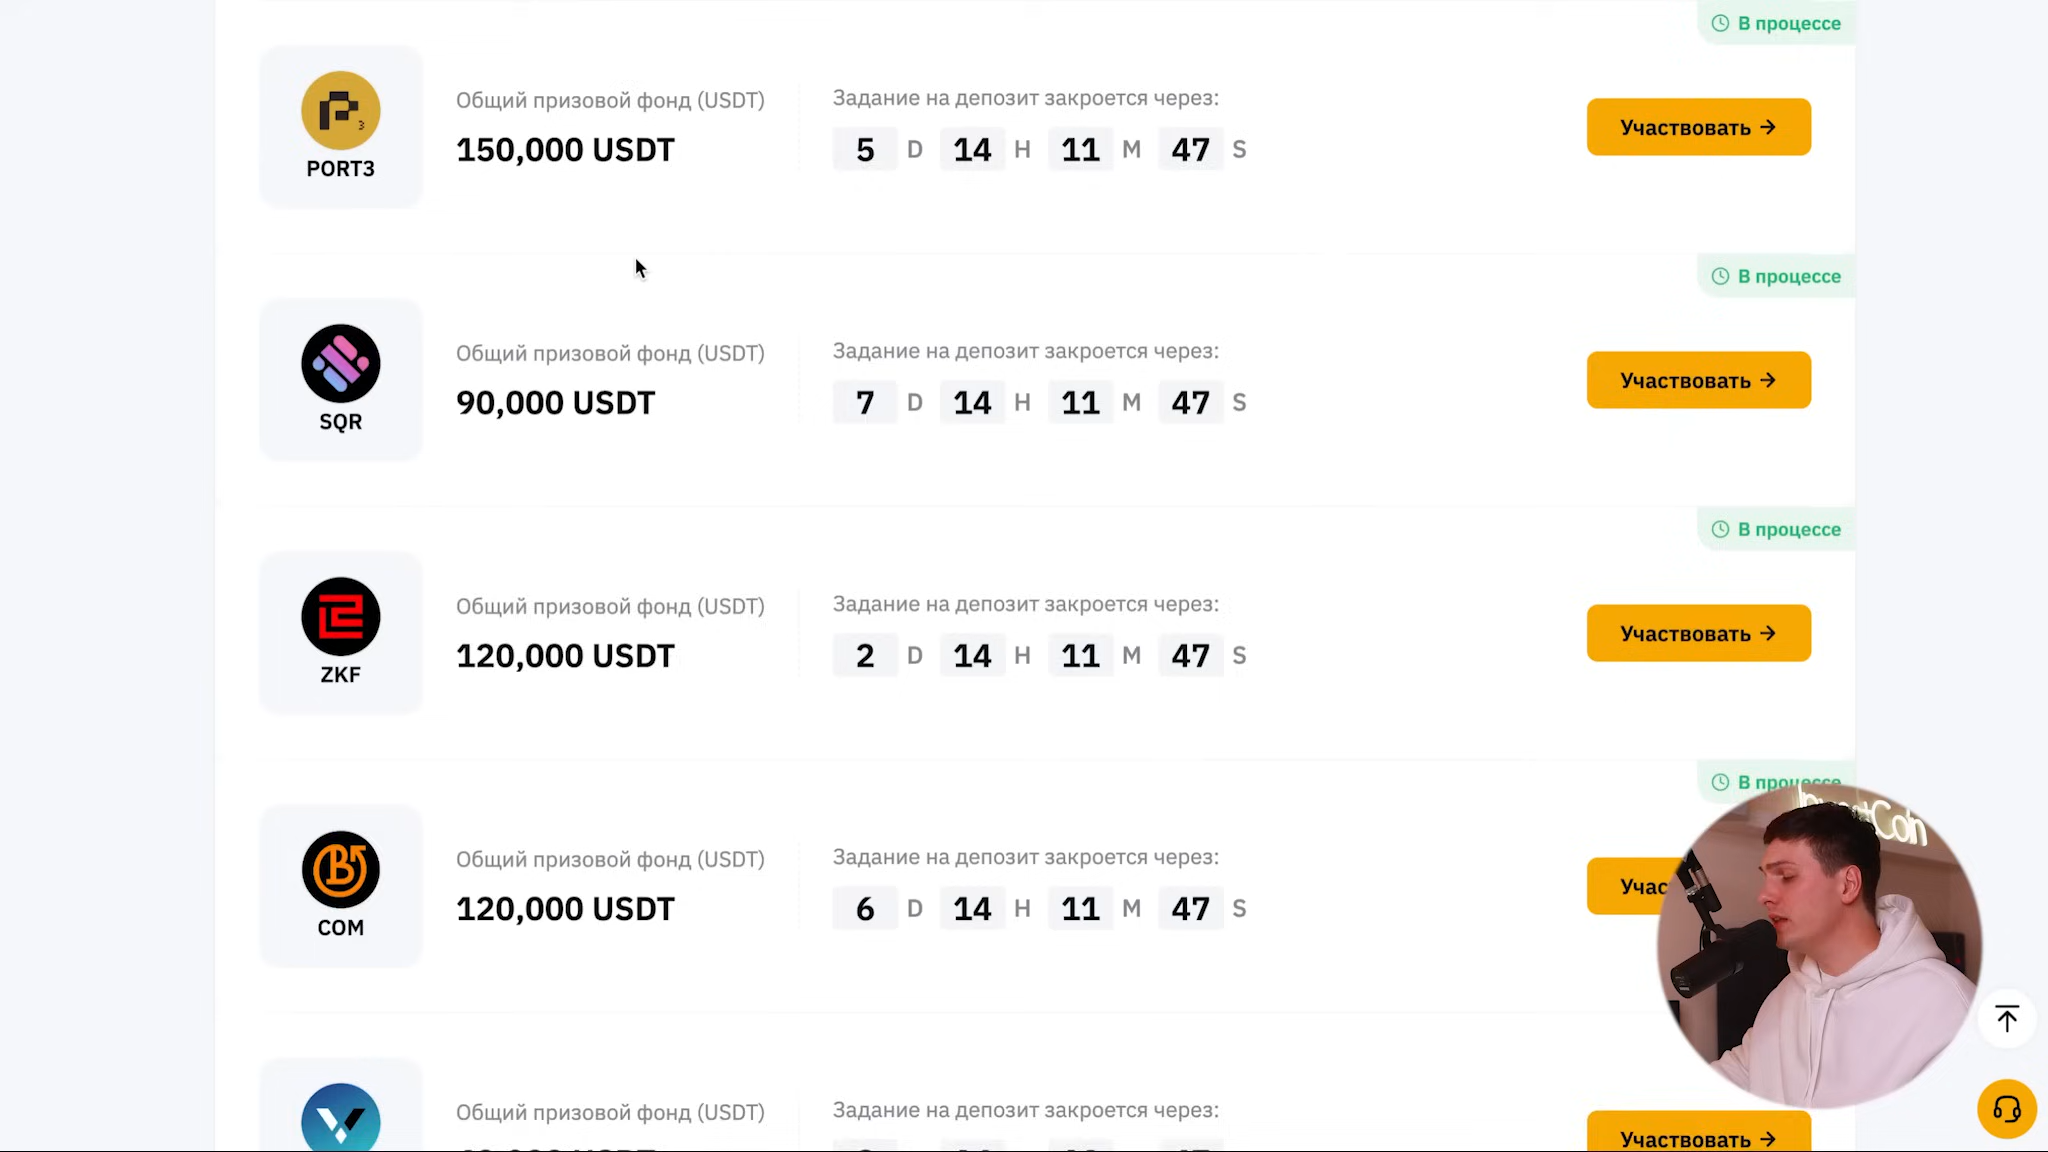 В процессе
Общий призовой фонд (USDT)
150,000 USDT
Задание на депозит закроется через:
5 D 14 H 11 M 47 S
Участвовать →
PORT3
В процессе
Общий призовой фонд (USDT)
90,000 USDT
Задание на депозит закроется через:
7 D 14 H 11 M 47 S
Участвовать →
SQR
В процессе
Общий призовой фонд (USDT)
120,000 USDT
Задание на депозит закроется через:
2 D 14 H 11 M 47 S
Участвовать →
ZKF
В процессе
Общий призовой фонд (USDT)
120,000 USDT
Задание на депозит закроется через:
6 D 14 H 11 M 47 S
Учас
COM
Общий призовой фонд (USDT)
Задание на депозит закроется через:
Участвовать →